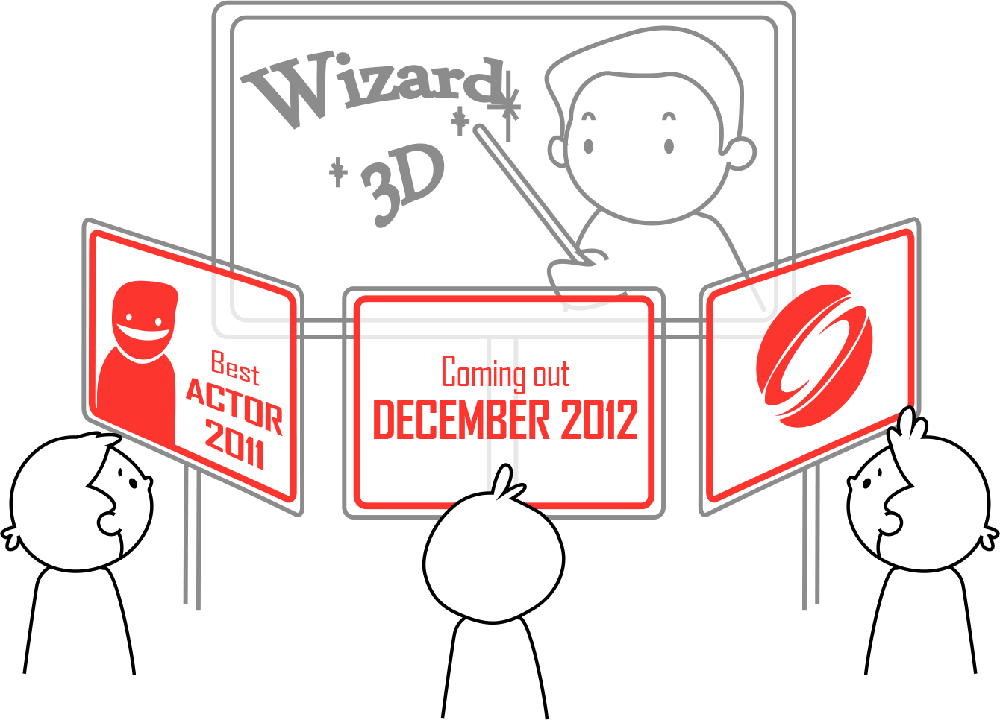 Wizard
3D
Best
ACTOR
2011
Coming out
DECEMBER 2012